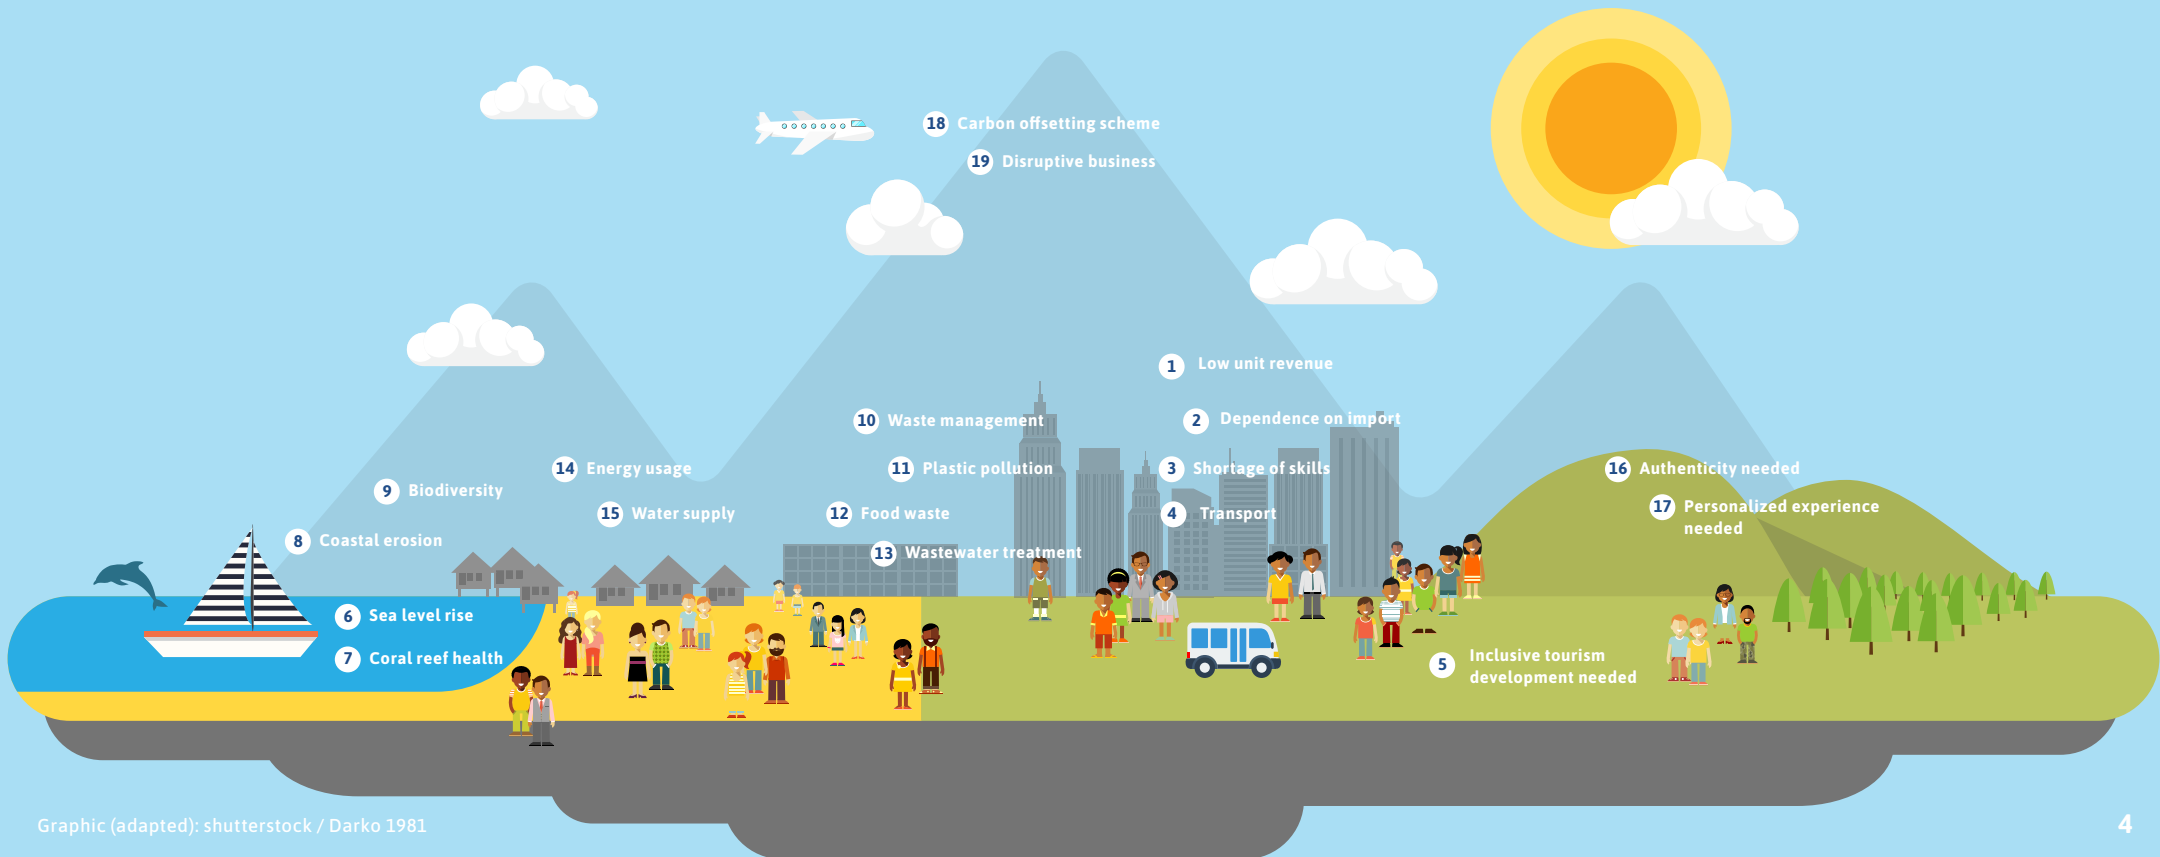 18 Carbon offsetting scheme
19 Disruptive business
1 Low unit revenue
10 Waste management
2 Dependence on import
14 Energy usage
11 Plastic pollution
3 Shortage of skills
16 Authenticity needed
9 Biodiversity
15 Water supply
12 Food waste
4 Transport
17 Personalized experience
needed
8 Coastal erosion
13 Wastewater treatment
6 Sea level rise
7 Coral reef health
5 Inclusive tourism
development needed
Graphic (adapted): shutterstock / Darko 1981
4